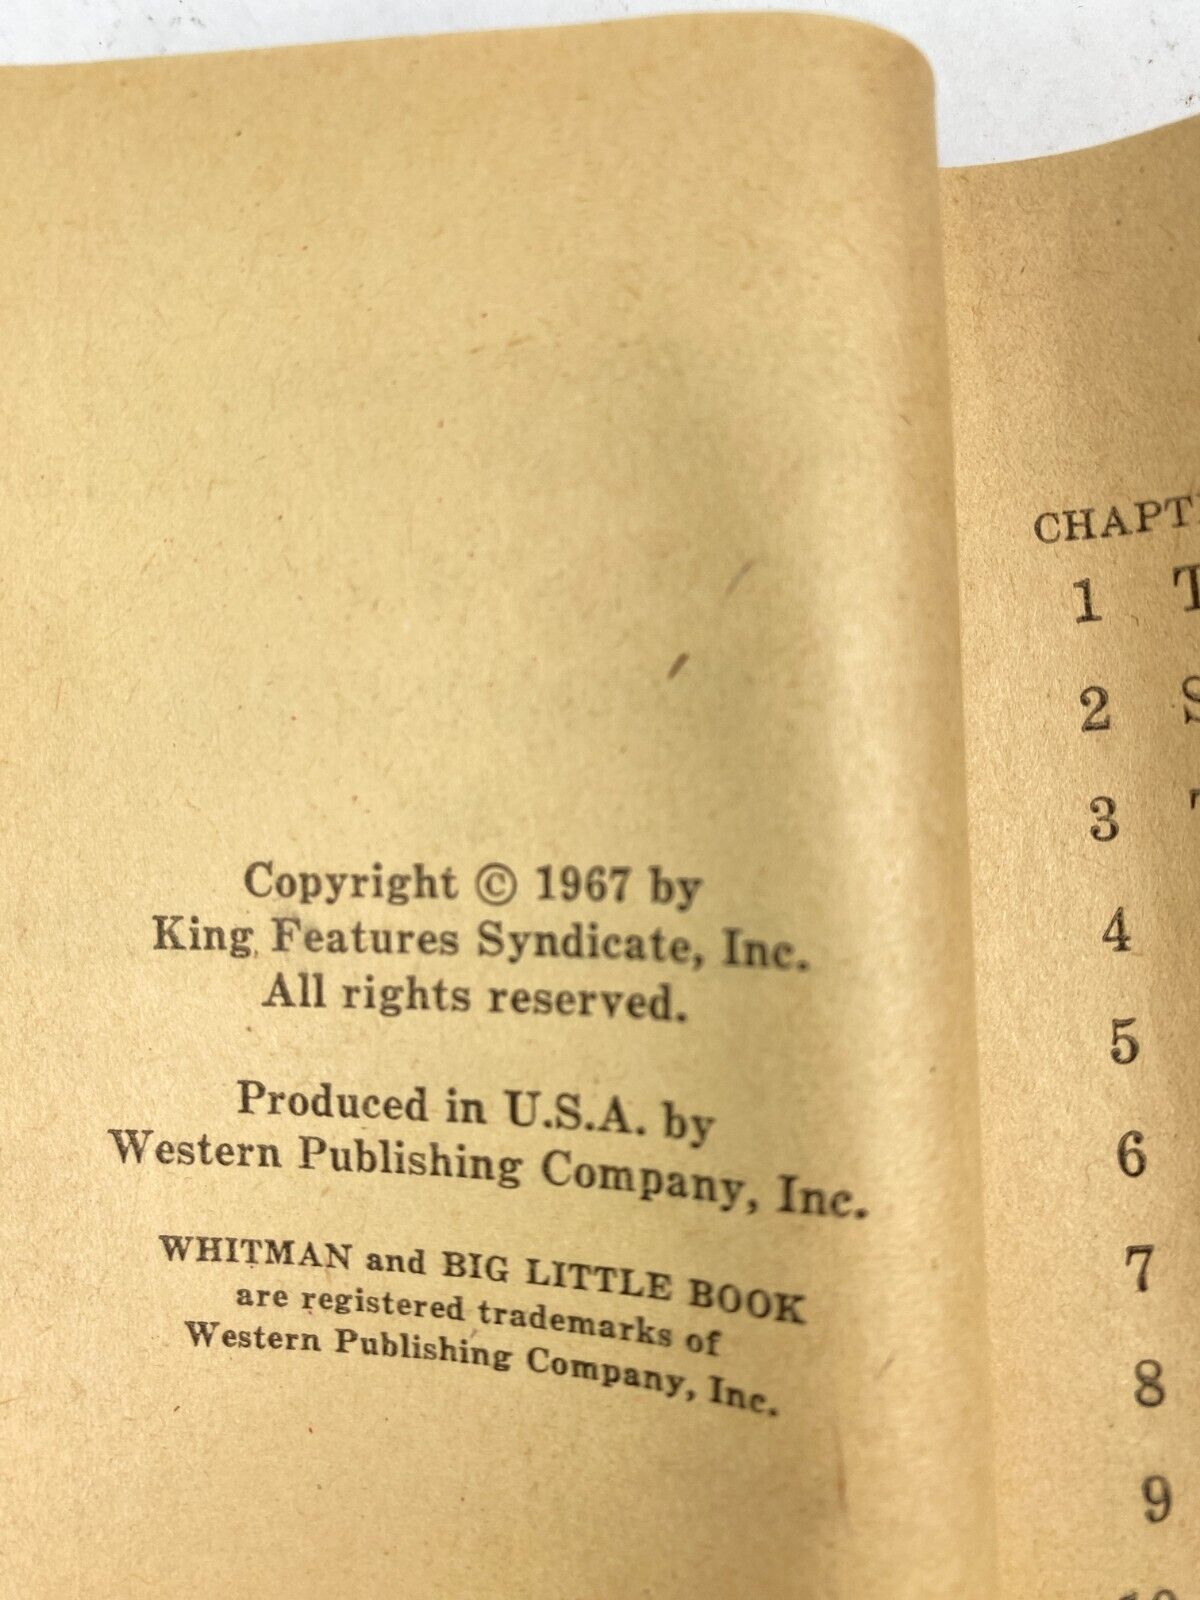 Copyright © 1967 by
King Features Syndicate, Inc.
All rights reserved.
Produced in U.S.A. by
Western Publishing Company, Inc.
WHITMAN and BIG LITTLE BOOK
are registered trademarks of
Western Publishing Company, Inc.
CHAPT
1 T
2 S
3
4
5
6
7
8
9
10